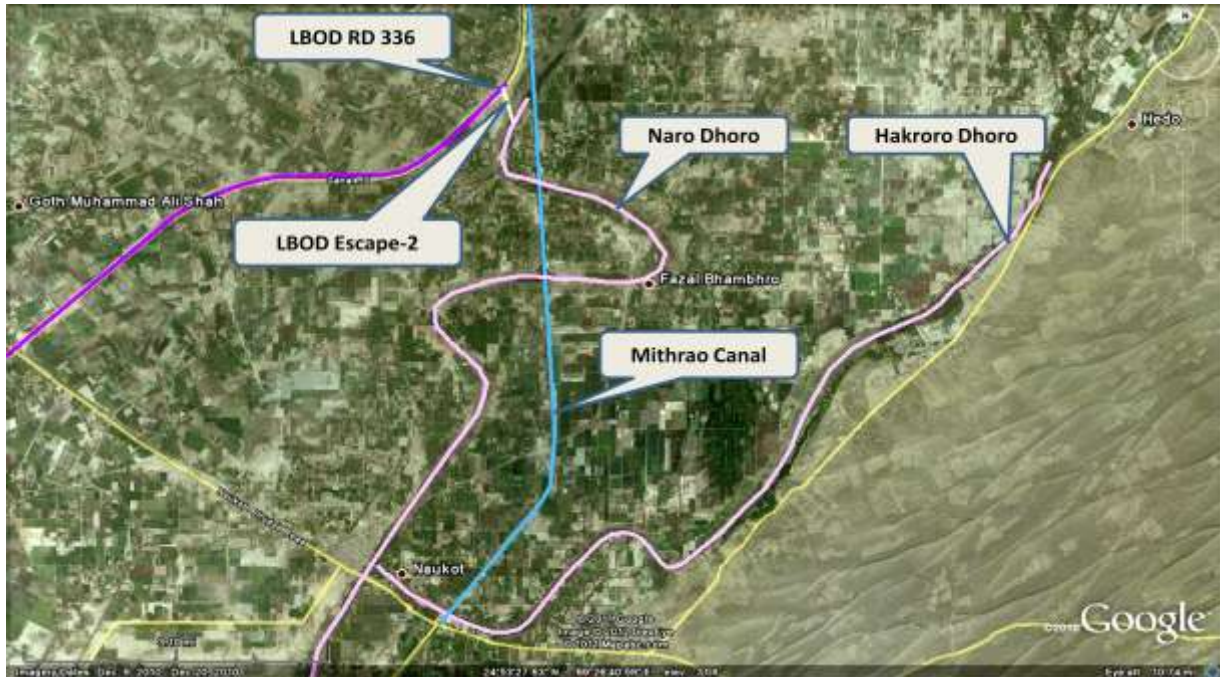 LBOD RD 336
Naro Dhoro
Hakroro Dhoro
Hedo
Goth Muhammad Ali Shah
LBOD Escape-2
Fazal Bhambhro
Mithrao Canal
Naukot
Google